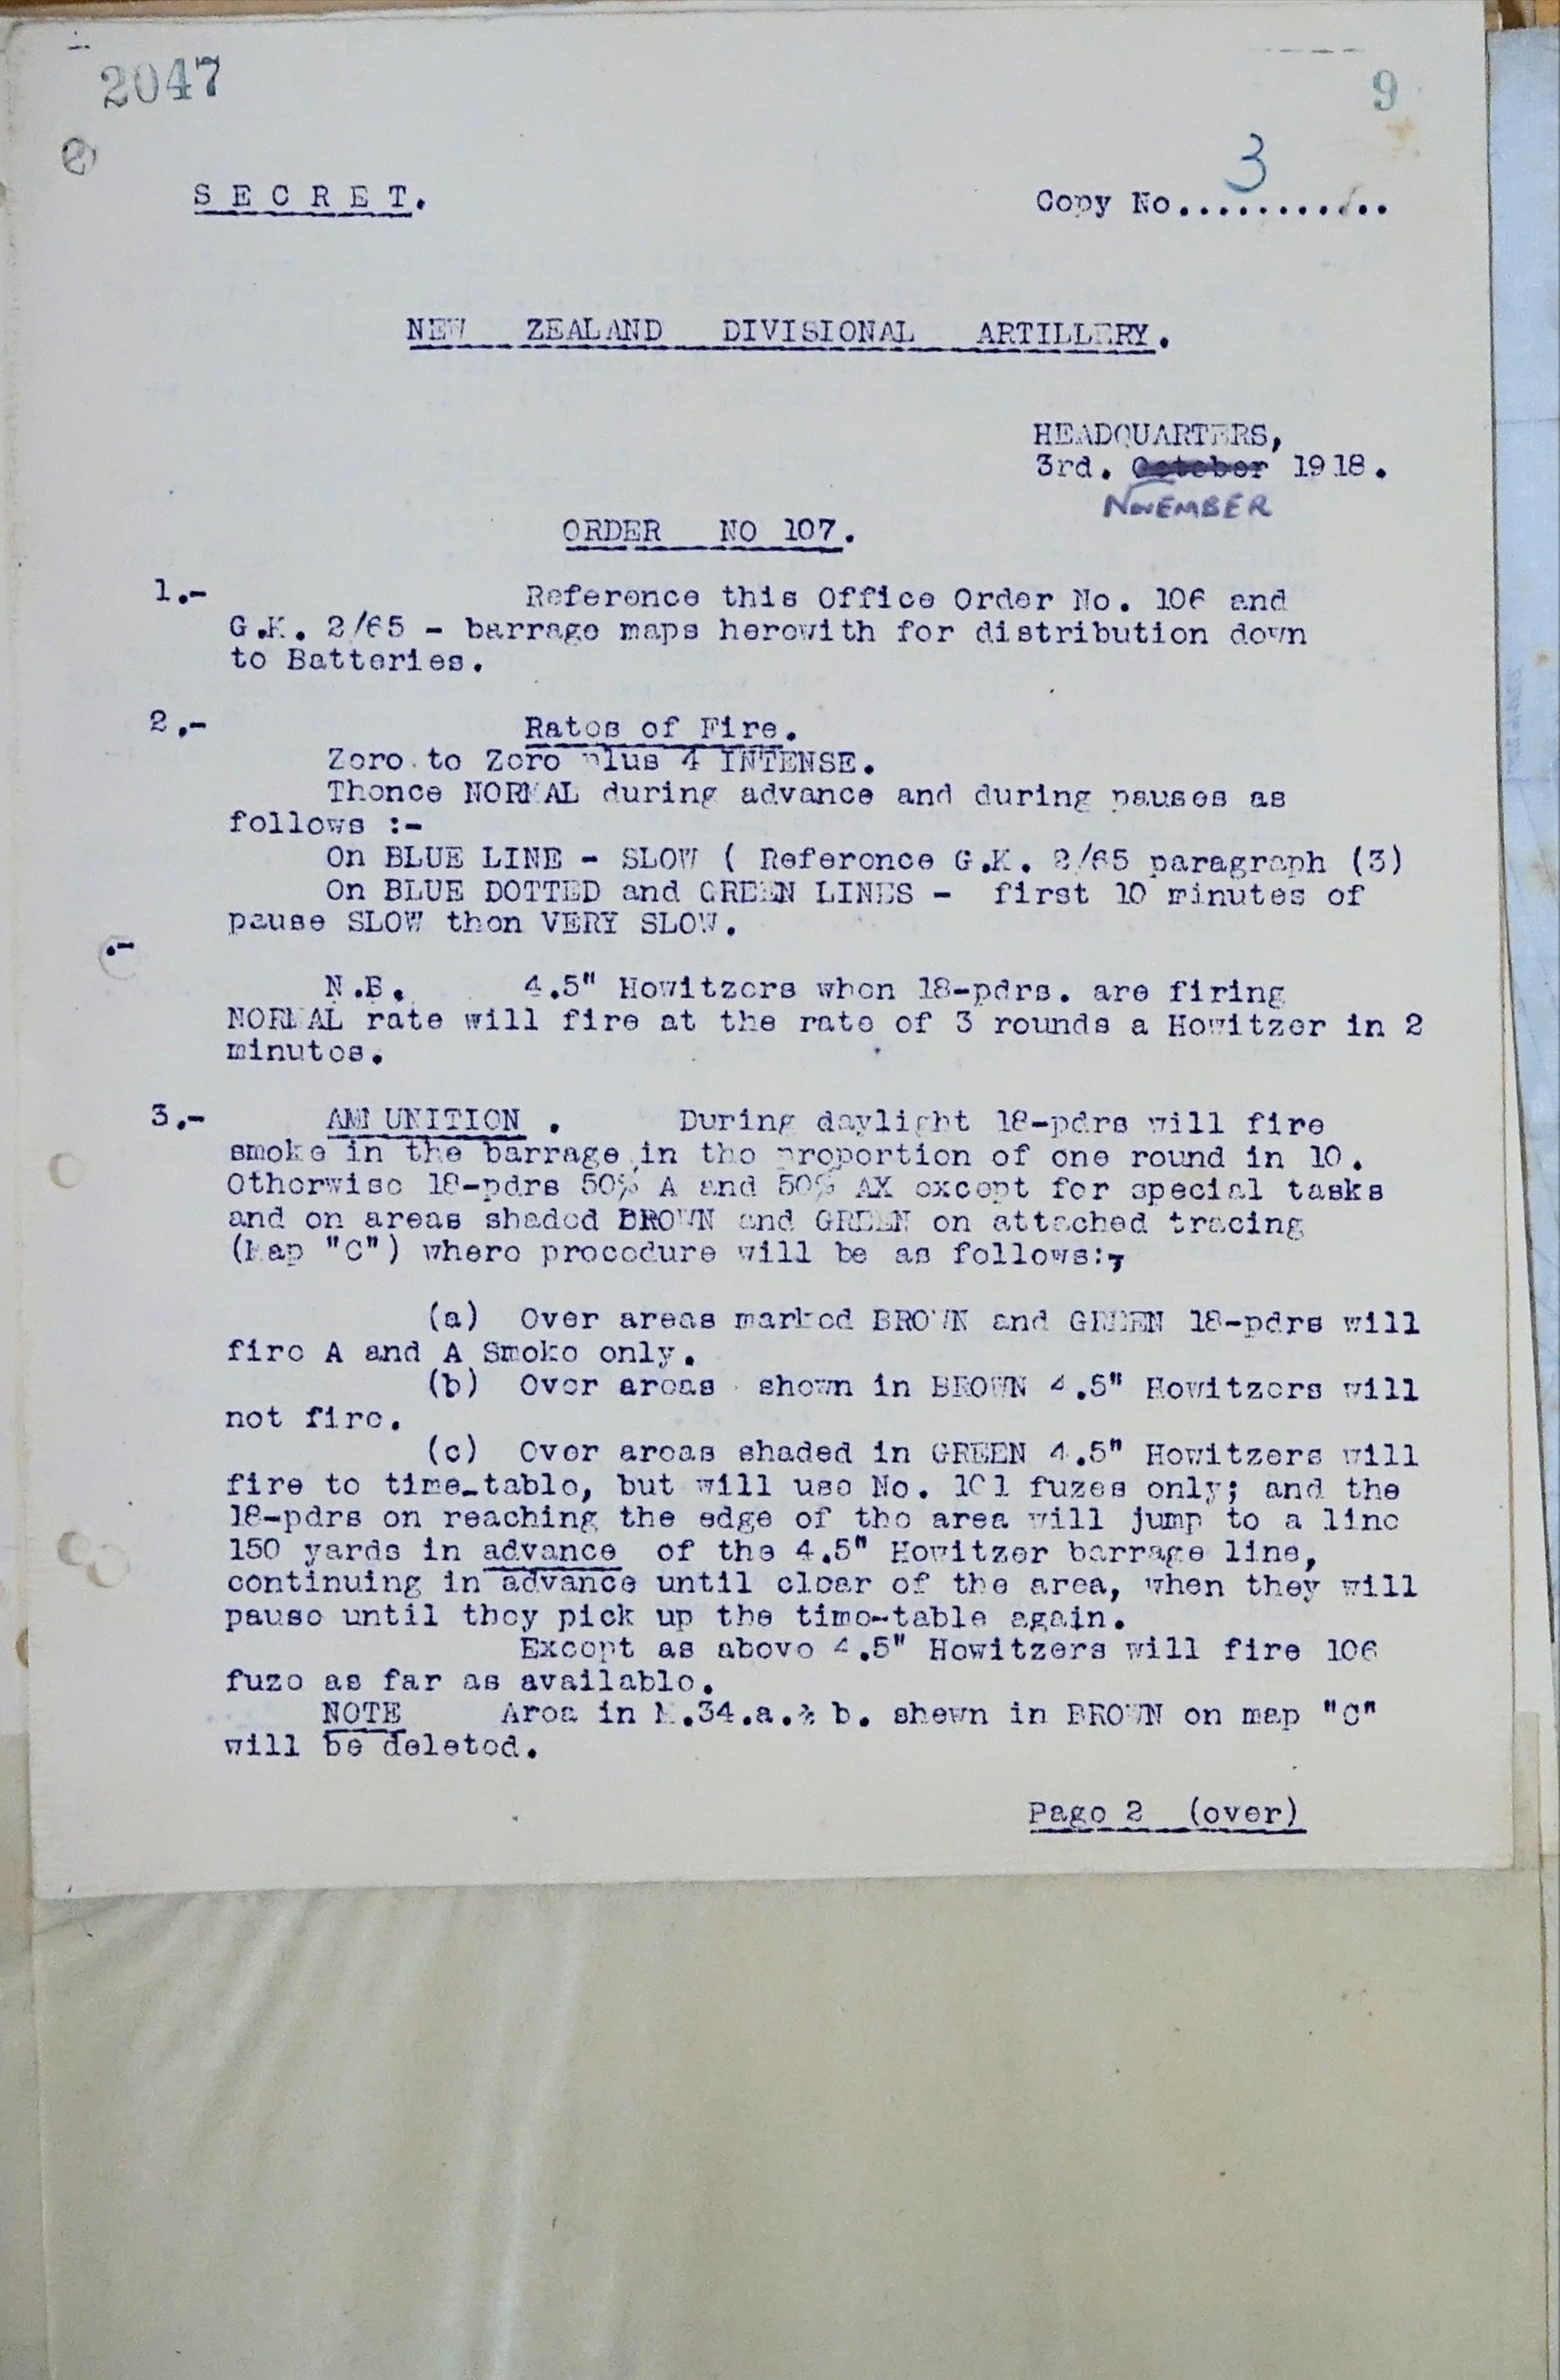 2047
9
S E C R E T.
Copy No............
3
NEW ZEALAND DIVISIONAL ARTILLERY.
HEADQUARTERS,
3rd. October 1918.
NOVEMBER
ORDER NO 107.
1.- Reference this Office Order No. 106 and
G.K. 2/65 - barrage maps herewith for distribution down
to Batteries.
2.- Rates of Fire.
Zero to Zero plus 4 INTENSE.
Thence NORMAL during advance and during pauses as
follows :-
On BLUE LINE - SLOW ( Reference G.K. 2/65 paragraph (3)
On BLUE DOTTED and GREEN LINES - first 10 minutes of
pause SLOW then VERY SLOW.
N.B. 4.5" Howitzers when 18-pdrs. are firing
NORMAL rate will fire at the rate of 3 rounds a Howitzer in 2
minutes.
3.- AMMUNITION . During daylight 18-pdrs will fire
smoke in the barrage in the proportion of one round in 10.
Otherwise 18-pdrs 50% A and 50% AX except for special tasks
and on areas shaded BROWN and GREEN on attached tracing
(Map "C") where procedure will be as follows:-
(a) Over areas marked BROWN and GREEN 18-pdrs will
fire A and A Smoke only.
(b) Over areas shown in BROWN 4.5" Howitzers will
not fire.
(c) Over areas shaded in GREEN 4.5" Howitzers will
fire to time-table, but will use No. 101 fuzes only; and the
18-pdrs on reaching the edge of the area will jump to a line
150 yards in advance of the 4.5" Howitzer barrage line,
continuing in advance until clear of the area, when they will
pause until they pick up the time-table again.
Except as above 4.5" Howitzers will fire 106
fuze as far as available.
NOTE Area in M.34.a.& b. shewn in BROWN on map "C"
will be deleted.
Page 2 (over)